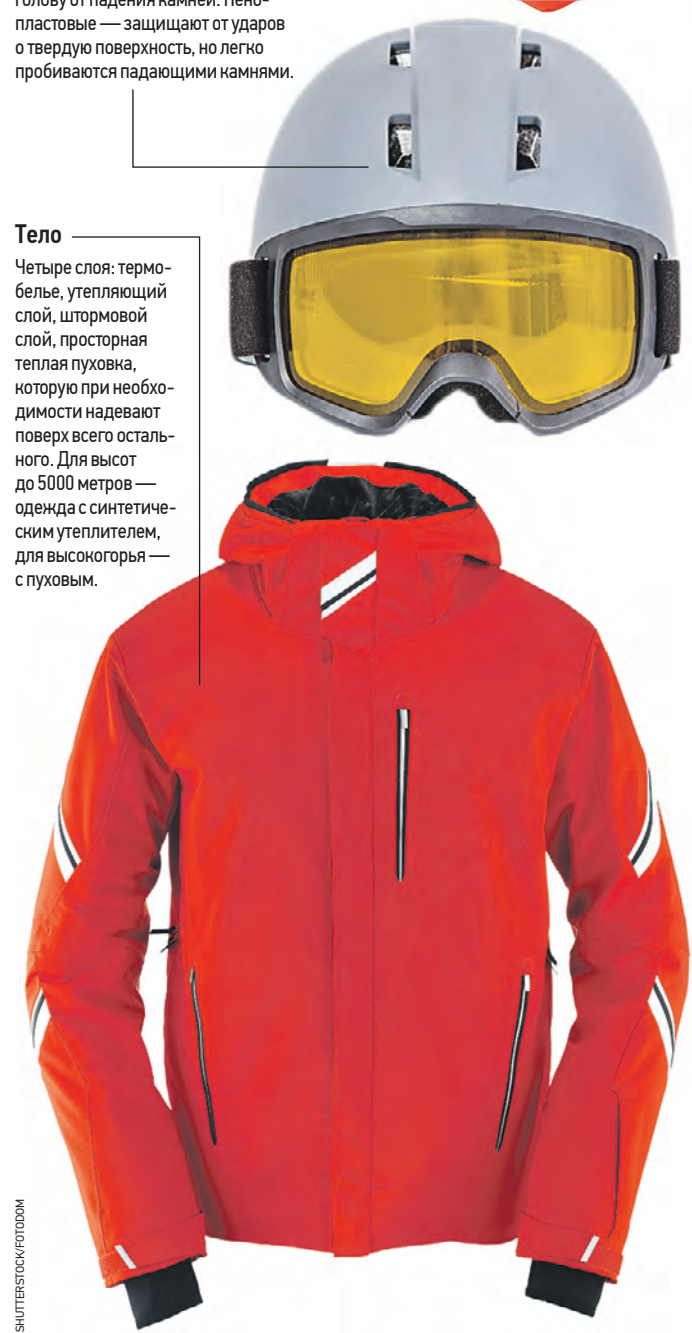 голову от падения камней. Пено-
пластовые — защищают от ударов
о твердую поверхность, но легко
пробиваются падающими камнями.
Тело
Четыре слоя: термо-
белье, утепляющий
слой, штормовой
слой, просторная
теплая пуховка,
которую при необхо-
димости надевают
поверх всего осталь-
ного. Для высот
до 5000 метров —
одежда с синтетиче-
ским утеплителем,
для высокогорья —
с пуховым.
SHUTTERSTOCK/FOTODOM